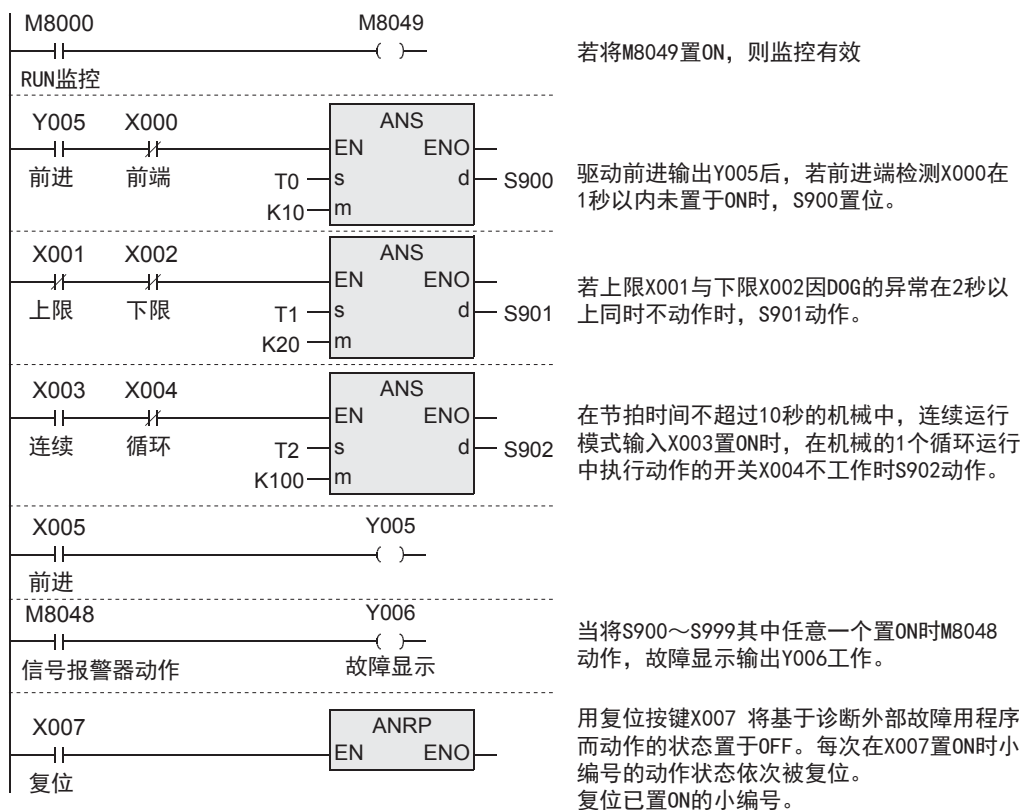 M8000 M8049
RUN监控
若将M8049置ON，则监控有效
Y005 X000 ANS
EN ENO
前进 前端 T0 s d S900
K10 m
驱动前进输出Y005后，若前进端检测X000在
1秒以内未置于ON时，S900置位。
X001 X002 ANS
EN ENO
上限 下限 T1 s d S901
K20 m
若上限X001与下限X002因DOG的异常在2秒以
上同时不动作时，S901动作。
X003 X004 ANS
EN ENO
连续 循环 T2 s d S902
K100 m
在节拍时间不超过10秒的机械中，连续运行
模式输入X003置ON时，在机械的1个循环运行
中执行动作的开关X004不工作时S902动作。
X005 Y005
前进
M8048 Y006
信号报警器动作 故障显示
当将S900～S999其中任意一个置ON时M8048
动作，故障显示输出Y006工作。
X007 ANRP
EN ENO
复位
用复位按键X007 将基于诊断外部故障用程序
而动作的状态置于OFF。每次在X007置ON时小
编号的动作状态依次被复位。
复位已置ON的小编号。